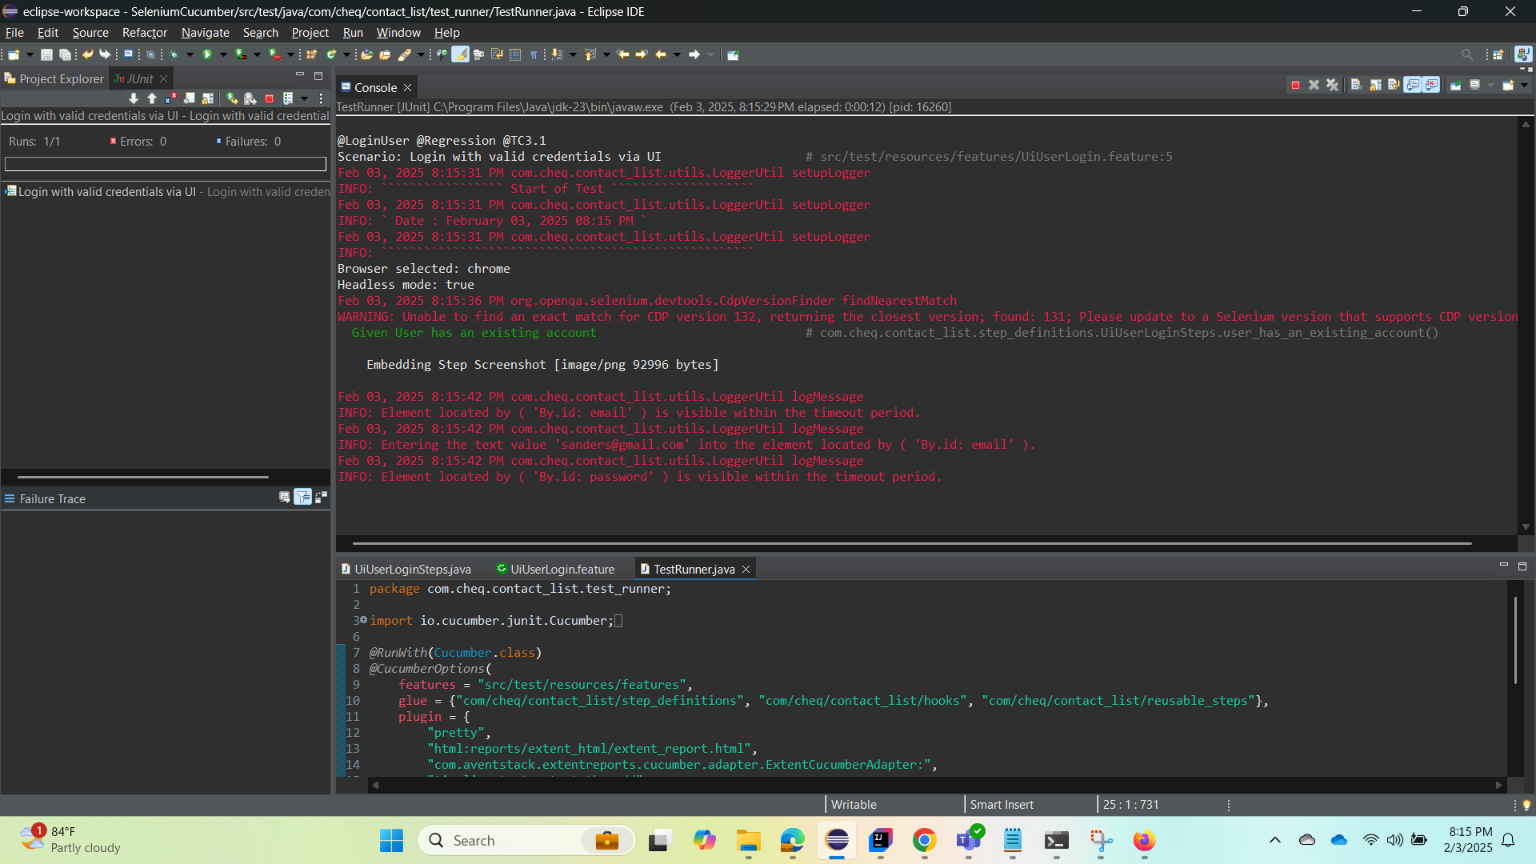 eclipse-workspace - SeleniumCucumber/src/test/java/com/cheq/contact_list/test_runner/TestRunner.java - Eclipse IDE
File Edit Source Refactor Navigate Search Project Run Window Help
Project Explorer JUnit
Login with valid credentials via UI - Login with valid credential
Runs: 1/1 Errors: 0 Failures: 0
Login with valid credentials via UI - Login with valid creden
Failure Trace
Console
TestRunner [JUnit] C:\Program Files\Java\jdk-23\bin\javaw.exe (Feb 3, 2025, 8:15:29 PM elapsed: 0:00:12) [pid: 16260]
@LoginUser @Regression @TC3.1
Scenario: Login with valid credentials via UI # src/test/resources/features/UiUserLogin.feature:5
Feb 03, 2025 8:15:31 PM com.cheq.contact_list.utils.LoggerUtil setupLogger
INFO: ````````````````` Start of Test ````````````````````
Feb 03, 2025 8:15:31 PM com.cheq.contact_list.utils.LoggerUtil setupLogger
INFO: ` Date : February 03, 2025 08:15 PM `
Feb 03, 2025 8:15:31 PM com.cheq.contact_list.utils.LoggerUtil setupLogger
INFO: ````````````````````````````````````````````````````
Browser selected: chrome
Headless mode: true
Feb 03, 2025 8:15:36 PM org.openqa.selenium.devtools.CdpVersionFinder findNearestMatch
WARNING: Unable to find an exact match for CDP version 132, returning the closest version; found: 131; Please update to a Selenium version that supports CDP version
Given User has an existing account # com.cheq.contact_list.step_definitions.UiUserLoginSteps.user_has_an_existing_account()
Embedding Step Screenshot [image/png 92996 bytes]
Feb 03, 2025 8:15:42 PM com.cheq.contact_list.utils.LoggerUtil logMessage
INFO: Element located by ( 'By.id: email' ) is visible within the timeout period.
Feb 03, 2025 8:15:42 PM com.cheq.contact_list.utils.LoggerUtil logMessage
INFO: Entering the text value 'sanders@gmail.com' into the element located by ( 'By.id: email' ).
Feb 03, 2025 8:15:42 PM com.cheq.contact_list.utils.LoggerUtil logMessage
INFO: Element located by ( 'By.id: password' ) is visible within the timeout period.
UiUserLoginSteps.java UiUserLogin.feature TestRunner.java
1 package com.cheq.contact_list.test_runner;
2
3 import io.cucumber.junit.Cucumber;
6
7 @RunWith(Cucumber.class)
8 @CucumberOptions(
9 features = "src/test/resources/features",
10 glue = {"com/cheq/contact_list/step_definitions", "com/cheq/contact_list/hooks", "com/cheq/contact_list/reusable_steps"},
11 plugin = {
12 "pretty",
13 "html:reports/extent_html/extent_report.html",
14 "com.aventstack.extentreports.cucumber.adapter.ExtentCucumberAdapter:",
Writable Smart Insert 25 : 1 : 731
1
84°F
Partly cloudy
Search
8:15 PM
2/3/2025